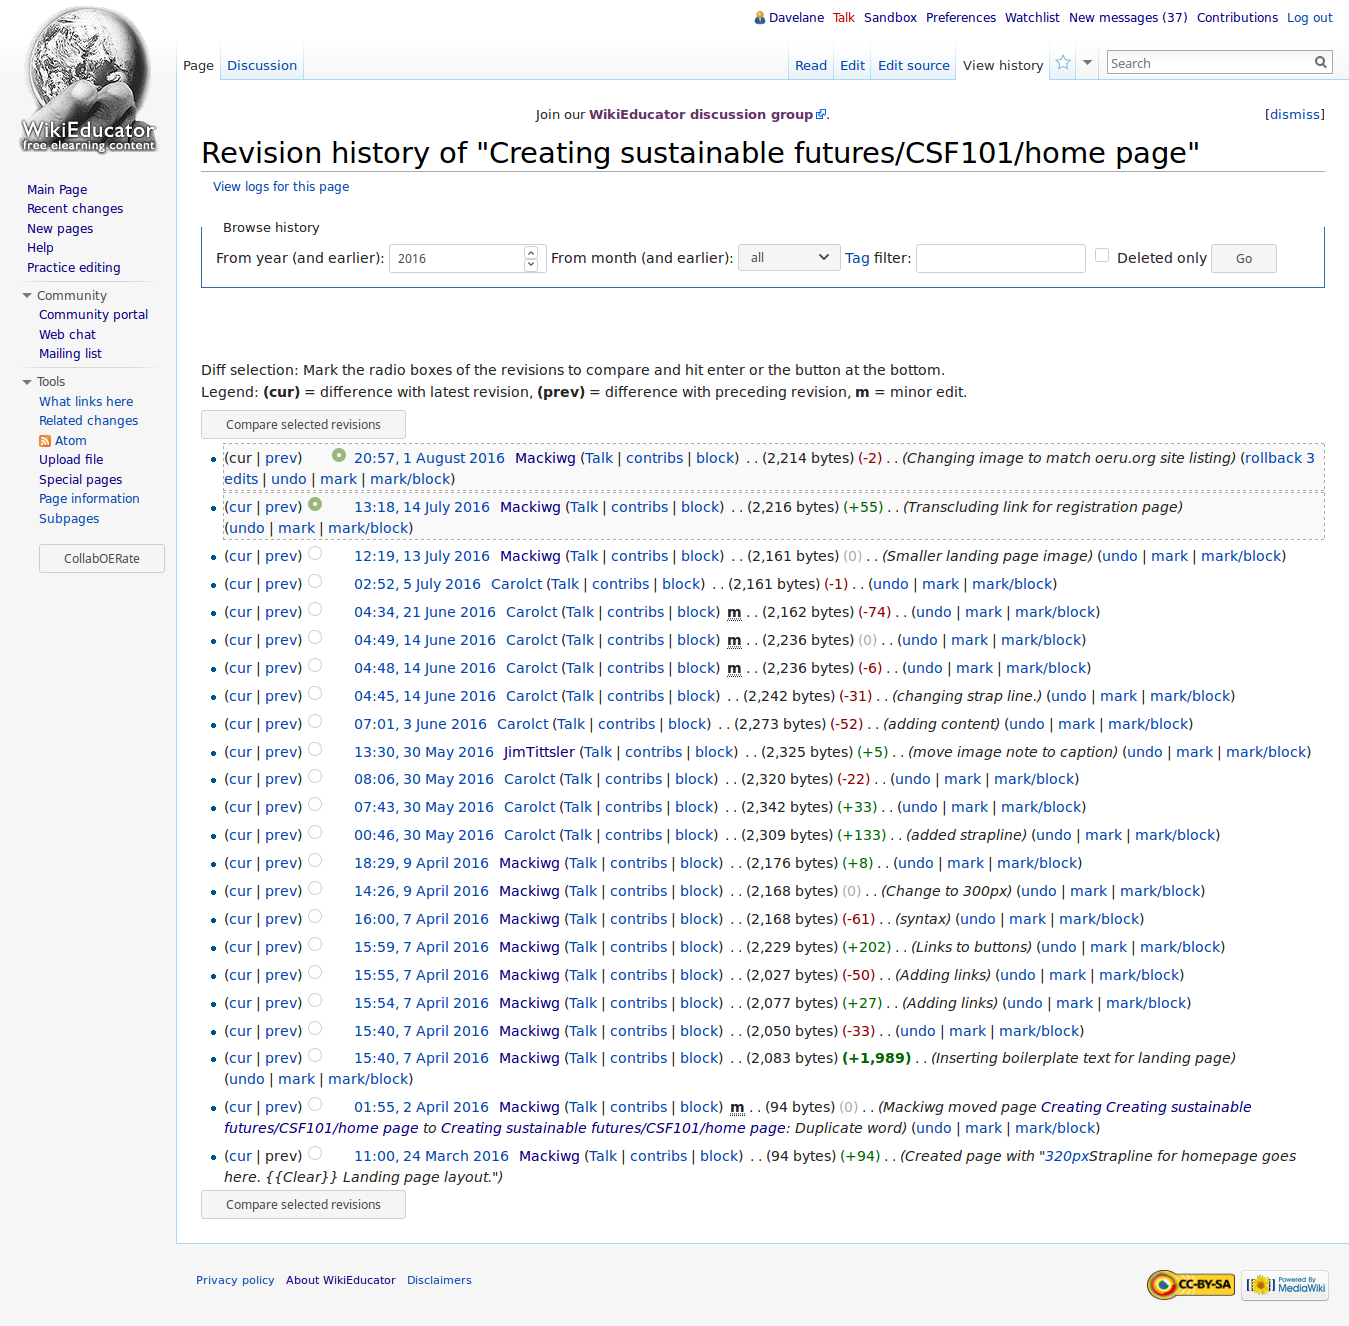 Davelane Talk Sandbox Preferences Watchlist New messages (37) Contributions Log out
Page Discussion Read Edit Edit source View history Search
WikiEducator
free elearning content
Main Page
Recent changes
New pages
Help
Practice editing
Community
Community portal
Web chat
Mailing list
Tools
What links here
Related changes
Atom
Upload file
Special pages
Page information
Subpages
CollabOERate
Join our WikiEducator discussion group. [dismiss]
Revision history of "Creating sustainable futures/CSF101/home page"
View logs for this page
Browse history
From year (and earlier): 2016 From month (and earlier): all Tag filter: Deleted only Go
Diff selection: Mark the radio boxes of the revisions to compare and hit enter or the button at the bottom.
Legend: (cur) = difference with latest revision, (prev) = difference with preceding revision, m = minor edit.
Compare selected revisions
(cur | prev) 20:57, 1 August 2016 Mackiwg (Talk | contribs | block) . . (2,214 bytes) (-2) . . (Changing image to match oeru.org site listing) (rollback 3
edits | undo | mark | mark/block)
(cur | prev) 13:18, 14 July 2016 Mackiwg (Talk | contribs | block) . . (2,216 bytes) (+55) . . (Transcluding link for registration page)
(undo | mark | mark/block)
(cur | prev) 12:19, 13 July 2016 Mackiwg (Talk | contribs | block) . . (2,161 bytes) (0) . . (Smaller landing page image) (undo | mark | mark/block)
(cur | prev) 02:52, 5 July 2016 Carolct (Talk | contribs | block) . . (2,161 bytes) (-1) . . (undo | mark | mark/block)
(cur | prev) 04:34, 21 June 2016 Carolct (Talk | contribs | block) m . . (2,162 bytes) (-74) . . (undo | mark | mark/block)
(cur | prev) 04:49, 14 June 2016 Carolct (Talk | contribs | block) m . . (2,236 bytes) (0) . . (undo | mark | mark/block)
(cur | prev) 04:48, 14 June 2016 Carolct (Talk | contribs | block) m . . (2,236 bytes) (-6) . . (undo | mark | mark/block)
(cur | prev) 04:45, 14 June 2016 Carolct (Talk | contribs | block) . . (2,242 bytes) (-31) . . (changing strap line.) (undo | mark | mark/block)
(cur | prev) 07:01, 3 June 2016 Carolct (Talk | contribs | block) . . (2,273 bytes) (-52) . . (adding content) (undo | mark | mark/block)
(cur | prev) 13:30, 30 May 2016 JimTittsler (Talk | contribs | block) . . (2,325 bytes) (+5) . . (move image note to caption) (undo | mark | mark/block)
(cur | prev) 08:06, 30 May 2016 Carolct (Talk | contribs | block) . . (2,320 bytes) (-22) . . (undo | mark | mark/block)
(cur | prev) 07:43, 30 May 2016 Carolct (Talk | contribs | block) . . (2,342 bytes) (+33) . . (undo | mark | mark/block)
(cur | prev) 00:46, 30 May 2016 Carolct (Talk | contribs | block) . . (2,309 bytes) (+133) . . (added strapline) (undo | mark | mark/block)
(cur | prev) 18:29, 9 April 2016 Mackiwg (Talk | contribs | block) . . (2,176 bytes) (+8) . . (undo | mark | mark/block)
(cur | prev) 14:26, 9 April 2016 Mackiwg (Talk | contribs | block) . . (2,168 bytes) (0) . . (Change to 300px) (undo | mark | mark/block)
(cur | prev) 16:00, 7 April 2016 Mackiwg (Talk | contribs | block) . . (2,168 bytes) (-61) . . (syntax) (undo | mark | mark/block)
(cur | prev) 15:59, 7 April 2016 Mackiwg (Talk | contribs | block) . . (2,229 bytes) (+202) . . (Links to buttons) (undo | mark | mark/block)
(cur | prev) 15:55, 7 April 2016 Mackiwg (Talk | contribs | block) . . (2,027 bytes) (-50) . . (Adding links) (undo | mark | mark/block)
(cur | prev) 15:54, 7 April 2016 Mackiwg (Talk | contribs | block) . . (2,077 bytes) (+27) . . (Adding links) (undo | mark | mark/block)
(cur | prev) 15:40, 7 April 2016 Mackiwg (Talk | contribs | block) . . (2,050 bytes) (-33) . . (undo | mark | mark/block)
(cur | prev) 15:40, 7 April 2016 Mackiwg (Talk | contribs | block) . . (2,083 bytes) (+1,989) . . (Inserting boilerplate text for landing page)
(undo | mark | mark/block)
(cur | prev) 01:55, 2 April 2016 Mackiwg (Talk | contribs | block) m . . (94 bytes) (0) . . (Mackiwg moved page Creating Creating sustainable
futures/CSF101/home page to Creating sustainable futures/CSF101/home page: Duplicate word) (undo | mark | mark/block)
(cur | prev) 11:00, 24 March 2016 Mackiwg (Talk | contribs | block) . . (94 bytes) (+94) . . (Created page with "320pxStrapline for homepage goes
here. {{Clear}} Landing page layout.")
Compare selected revisions
Privacy policy About WikiEducator Disclaimers
CC-BY-SA
Powered By
MediaWiki